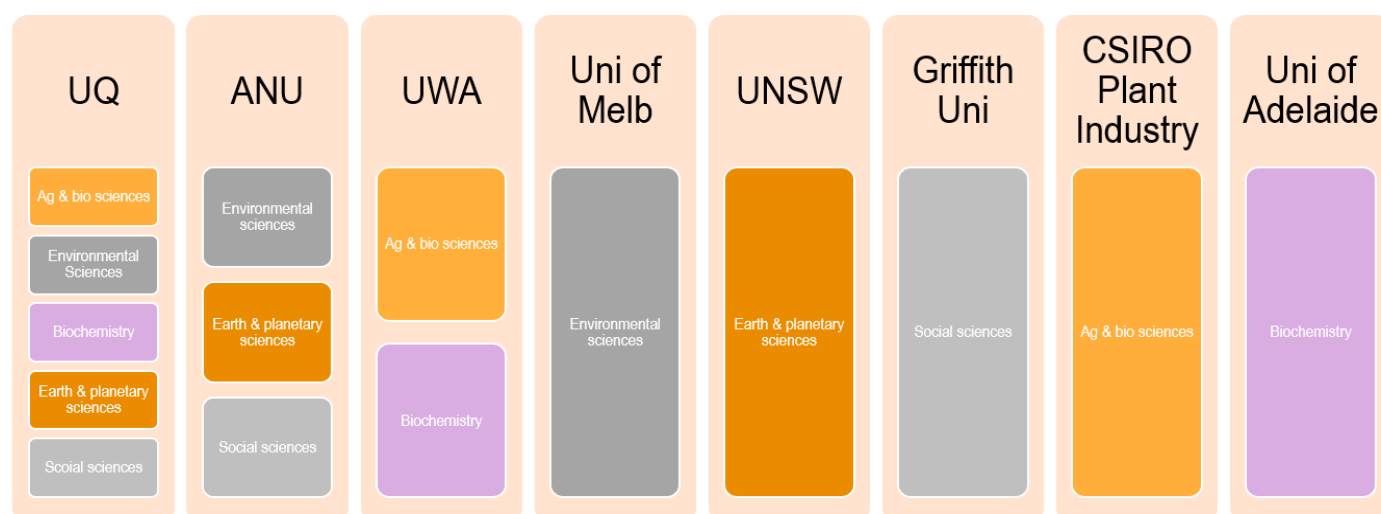 UQ
Ag & bio sciences
Environmental
Sciences
Biochemistry
Earth & planetary
sciences
Scoial sciences
ANU
Environmental
sciences
Earth & planetary
sciences
Social sciences
UWA
Ag & bio sciences
Biochemistry
Uni of
Melb
Environmental
sciences
UNSW
Earth & planetary
sciences
Griffith
Uni
Social sciences
CSIRO
Plant
Industry
Ag & bio sciences
Uni of
Adelaide
Biochemistry